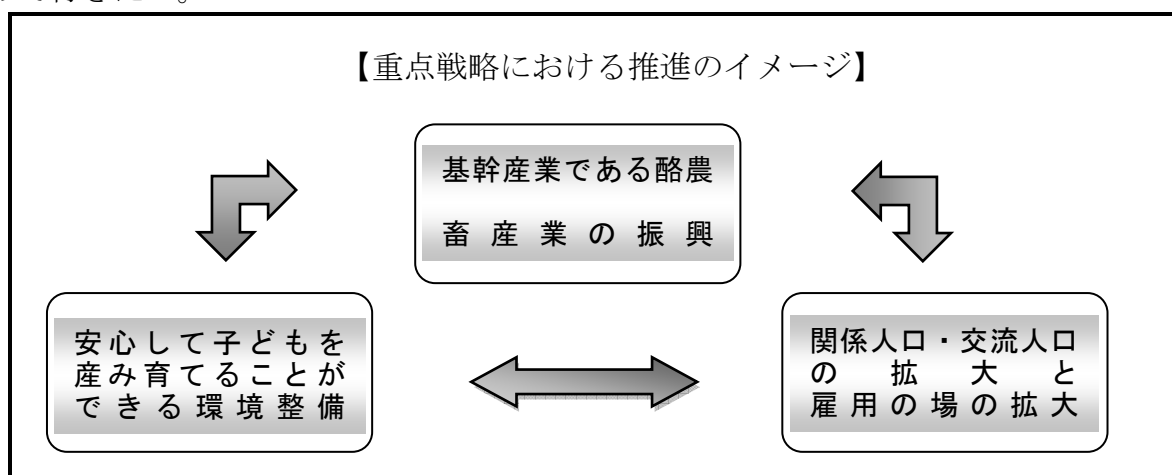 【重点戦略における推進のイメージ】
基幹産業である酪農
畜産業の振興
安心して子どもを
産み育てることが
できる環境整備
関係人口・交流人口
の拡大と
雇用の場の拡大